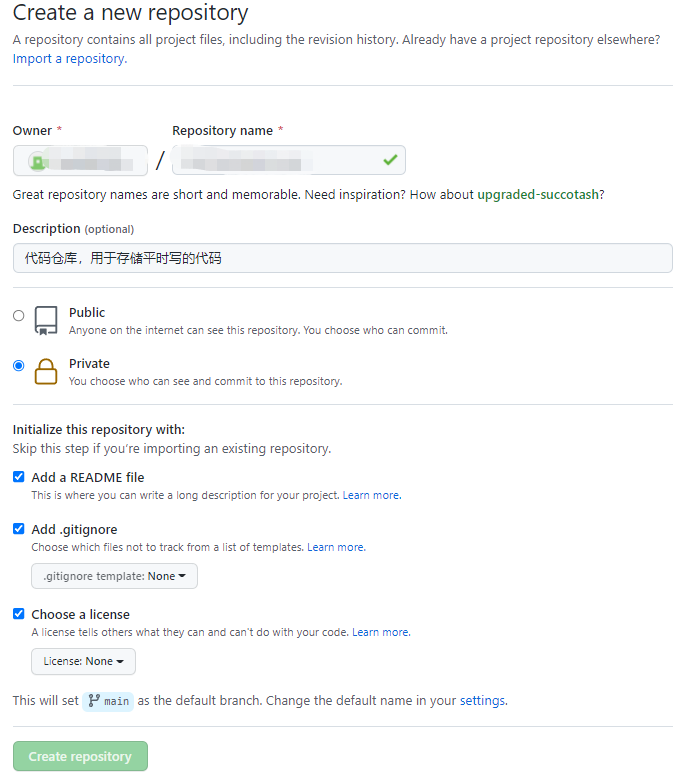 Create a new repository
A repository contains all project files, including the revision history. Already have a project repository elsewhere?
Import a repository.
Owner *
Repository name *
/
Great repository names are short and memorable. Need inspiration? How about upgraded-succotash?
Description (optional)
代码仓库，用于存储平时写的代码
Public
Anyone on the internet can see this repository. You choose who can commit.
Private
You choose who can see and commit to this repository.
Initialize this repository with:
Skip this step if you're importing an existing repository.
Add a README file
This is where you can write a long description for your project. Learn more.
Add .gitignore
Choose which files not to track from a list of templates. Learn more.
.gitignore template: None
Choose a license
A license tells others what they can and can't do with your code. Learn more.
License: None
This will set main as the default branch. Change the default name in your settings.
Create repository